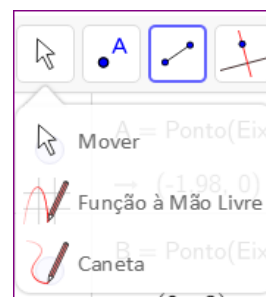 A
A = Ponto(Eix
Mover
→ (-1.98, 0)
Função à Mão Livre
B = Ponto(Eix
Caneta